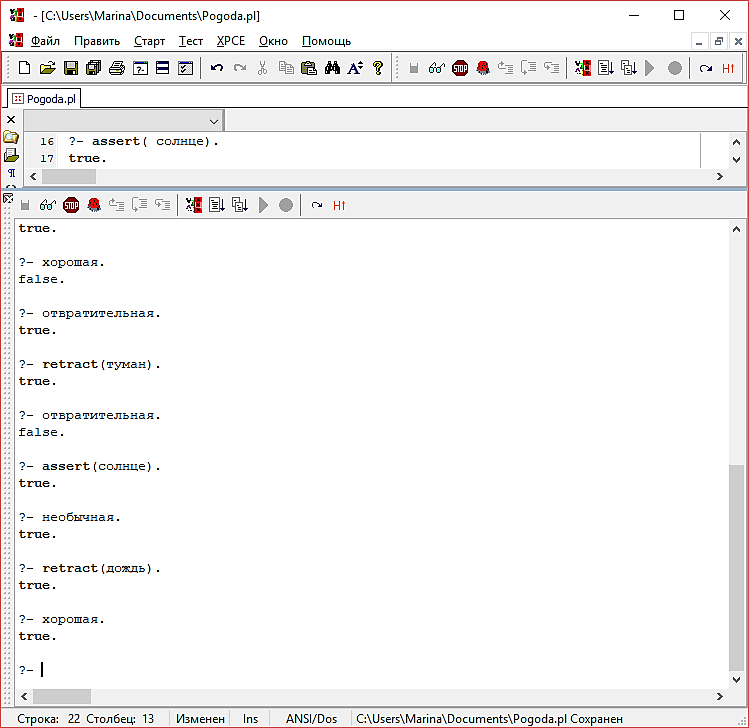 - [C:\Users\Marina\Documents\Pogoda.pl]
Файл Править Старт Тест XPCE Окно Помощь
STOP
Pogoda.pl
16 ?- assert( солнце).
17 true.
STOP
true.
?- хорошая.
false.
?- отвратительная.
true.
?- retract(туман).
true.
?- отвратительная.
false.
?- assert(солнце).
true.
?- необычная.
true.
?- retract(дождь).
true.
?- хорошая.
true.
?-
Строка: 22 Столбец: 13 Изменен Ins ANSI/Dos C:\Users\Marina\Documents\Pogoda.pl Сохранен